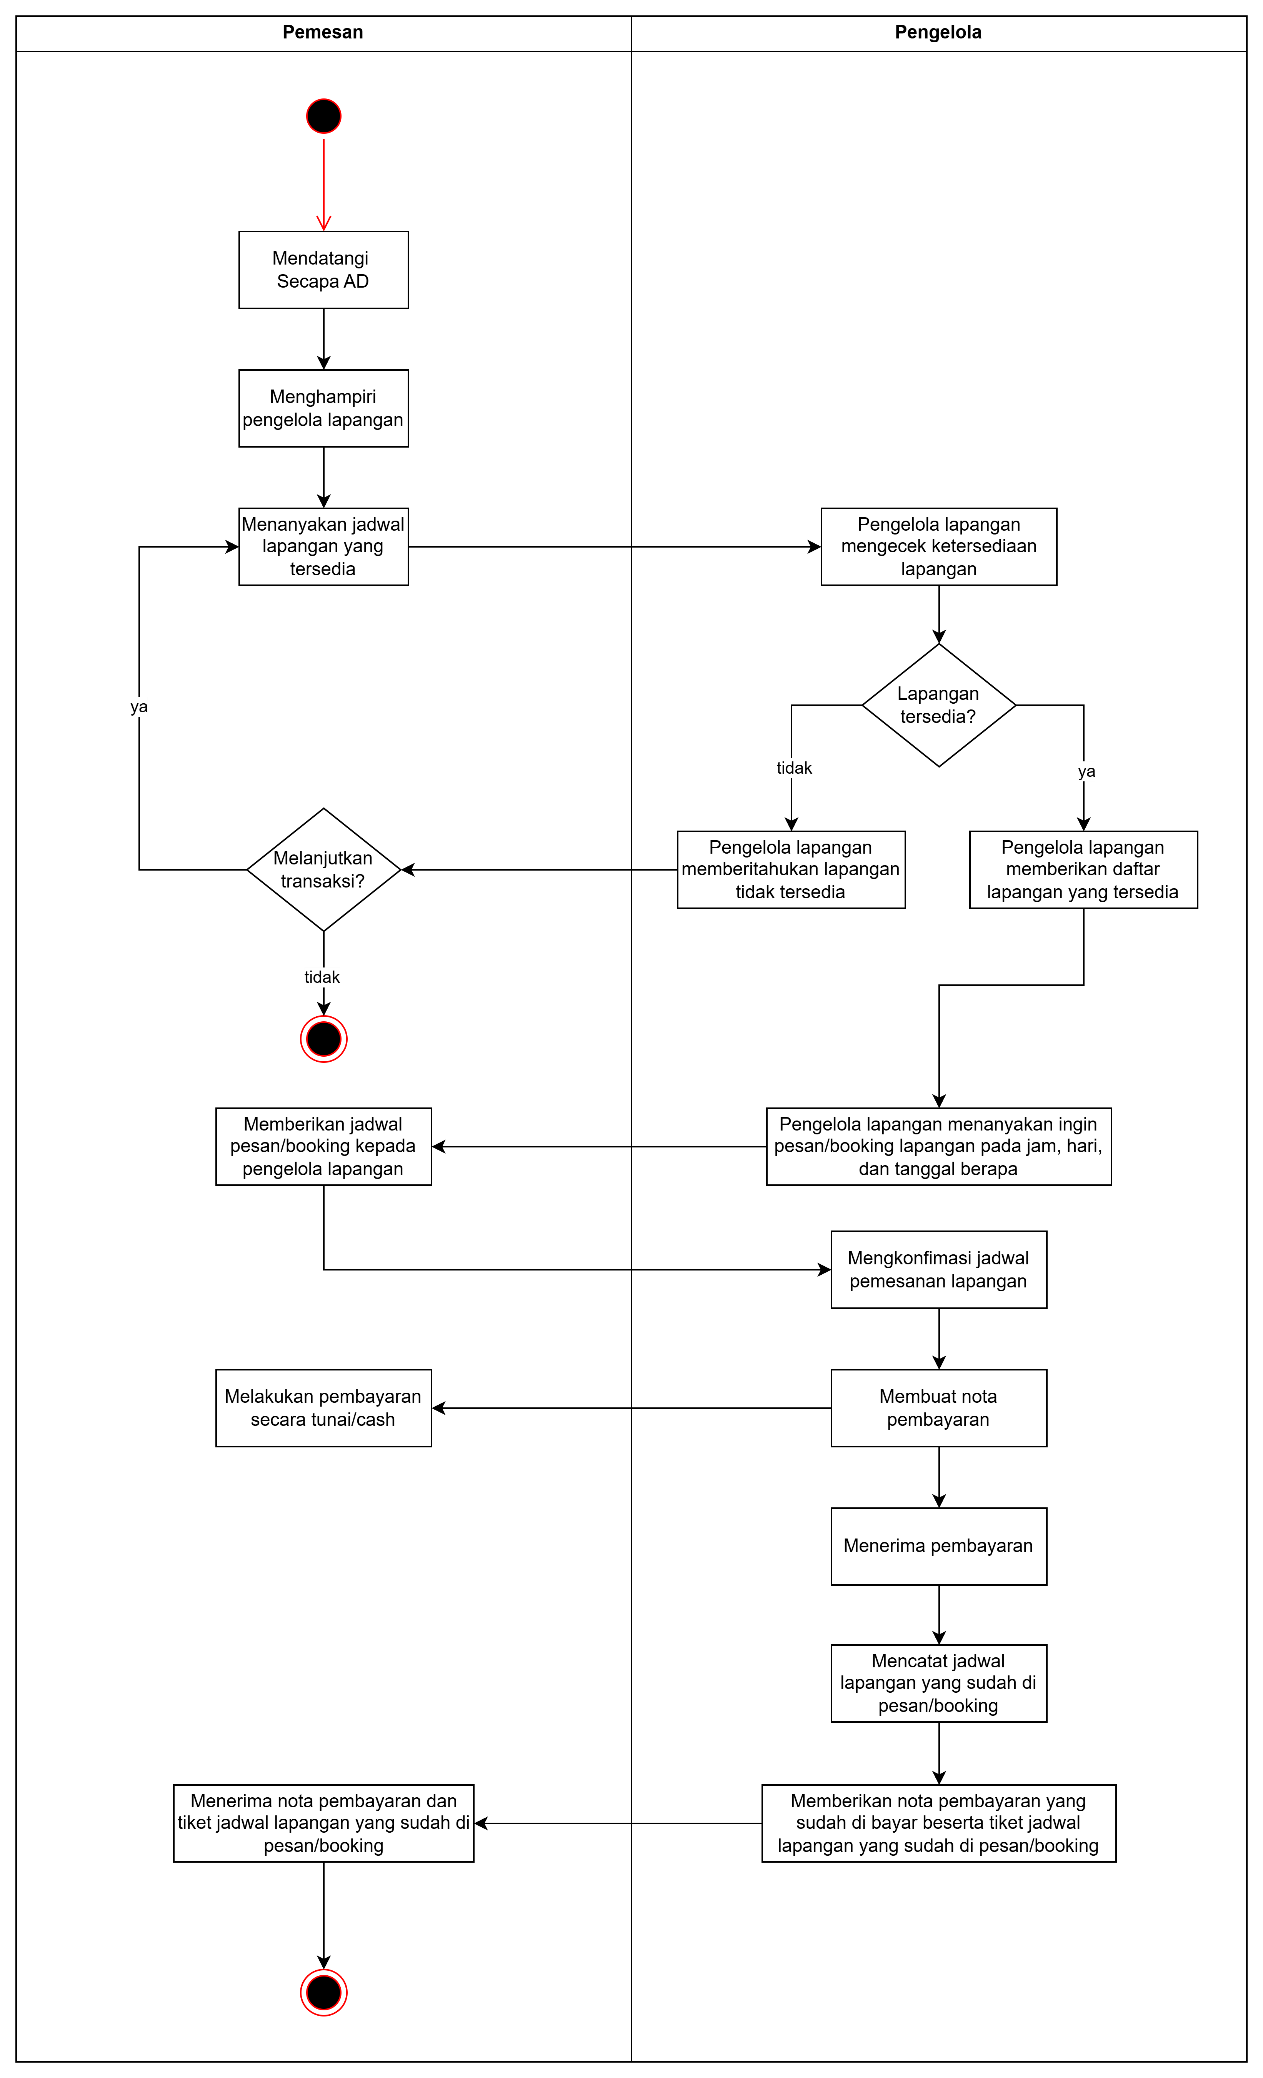 Pemesan
Pengelola
Mendatangi
Secapa AD
Menghampiri
pengelola lapangan
Menanyakan jadwal
lapangan yang
tersedia
Pengelola lapangan
mengecek ketersediaan
lapangan
Lapangan
tersedia?
ya
tidak
ya
Melanjutkan
transaksi?
Pengelola lapangan
memberitahukan lapangan
tidak tersedia
Pengelola lapangan
memberikan daftar
lapangan yang tersedia
tidak
Memberikan jadwal
pesan/booking kepada
pengelola lapangan
Pengelola lapangan menanyakan ingin
pesan/booking lapangan pada jam, hari,
dan tanggal berapa
Mengkonfimasi jadwal
pemesanan lapangan
Melakukan pembayaran
secara tunai/cash
Membuat nota
pembayaran
Menerima pembayaran
Mencatat jadwal
lapangan yang sudah di
pesan/booking
Menerima nota pembayaran dan
tiket jadwal lapangan yang sudah di
pesan/booking
Memberikan nota pembayaran yang
sudah di bayar beserta tiket jadwal
lapangan yang sudah di pesan/booking